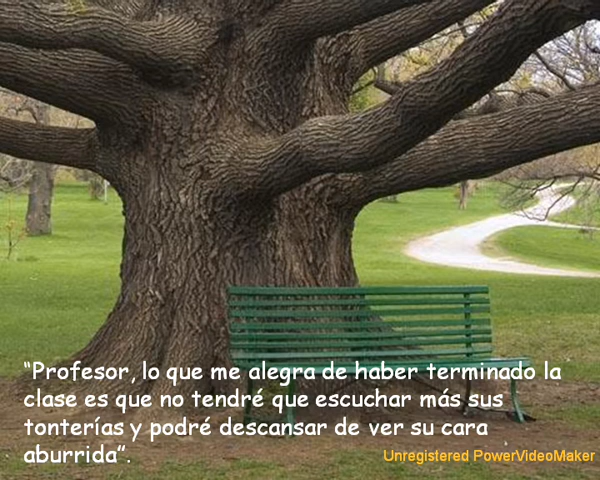 “Profesor, lo que me alegra de haber terminado la
clase es que no tendré que escuchar más sus
tonterías y podré descansar de ver su cara
aburrida”.
Unregistered PowerVideoMaker